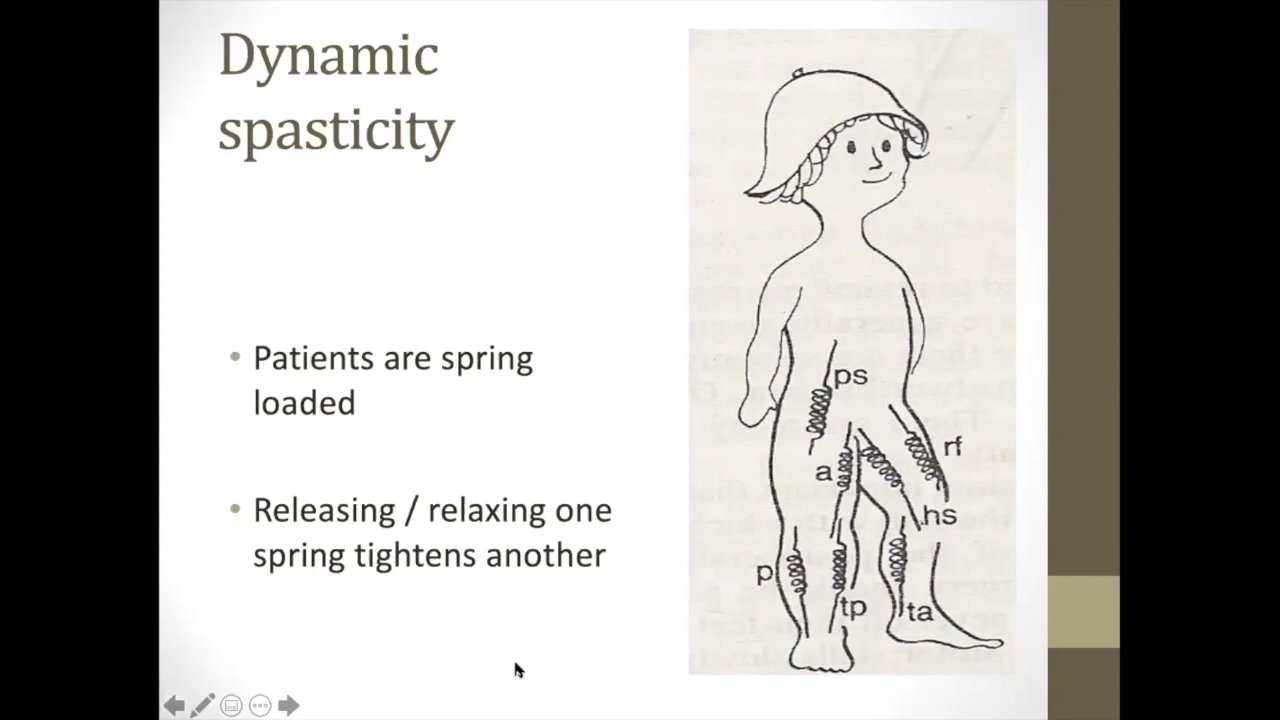 Dynamic
spasticity
• Patients are spring
loaded
• Releasing / relaxing one
spring tightens another
ps
rf
a
hs
p
tp
ta